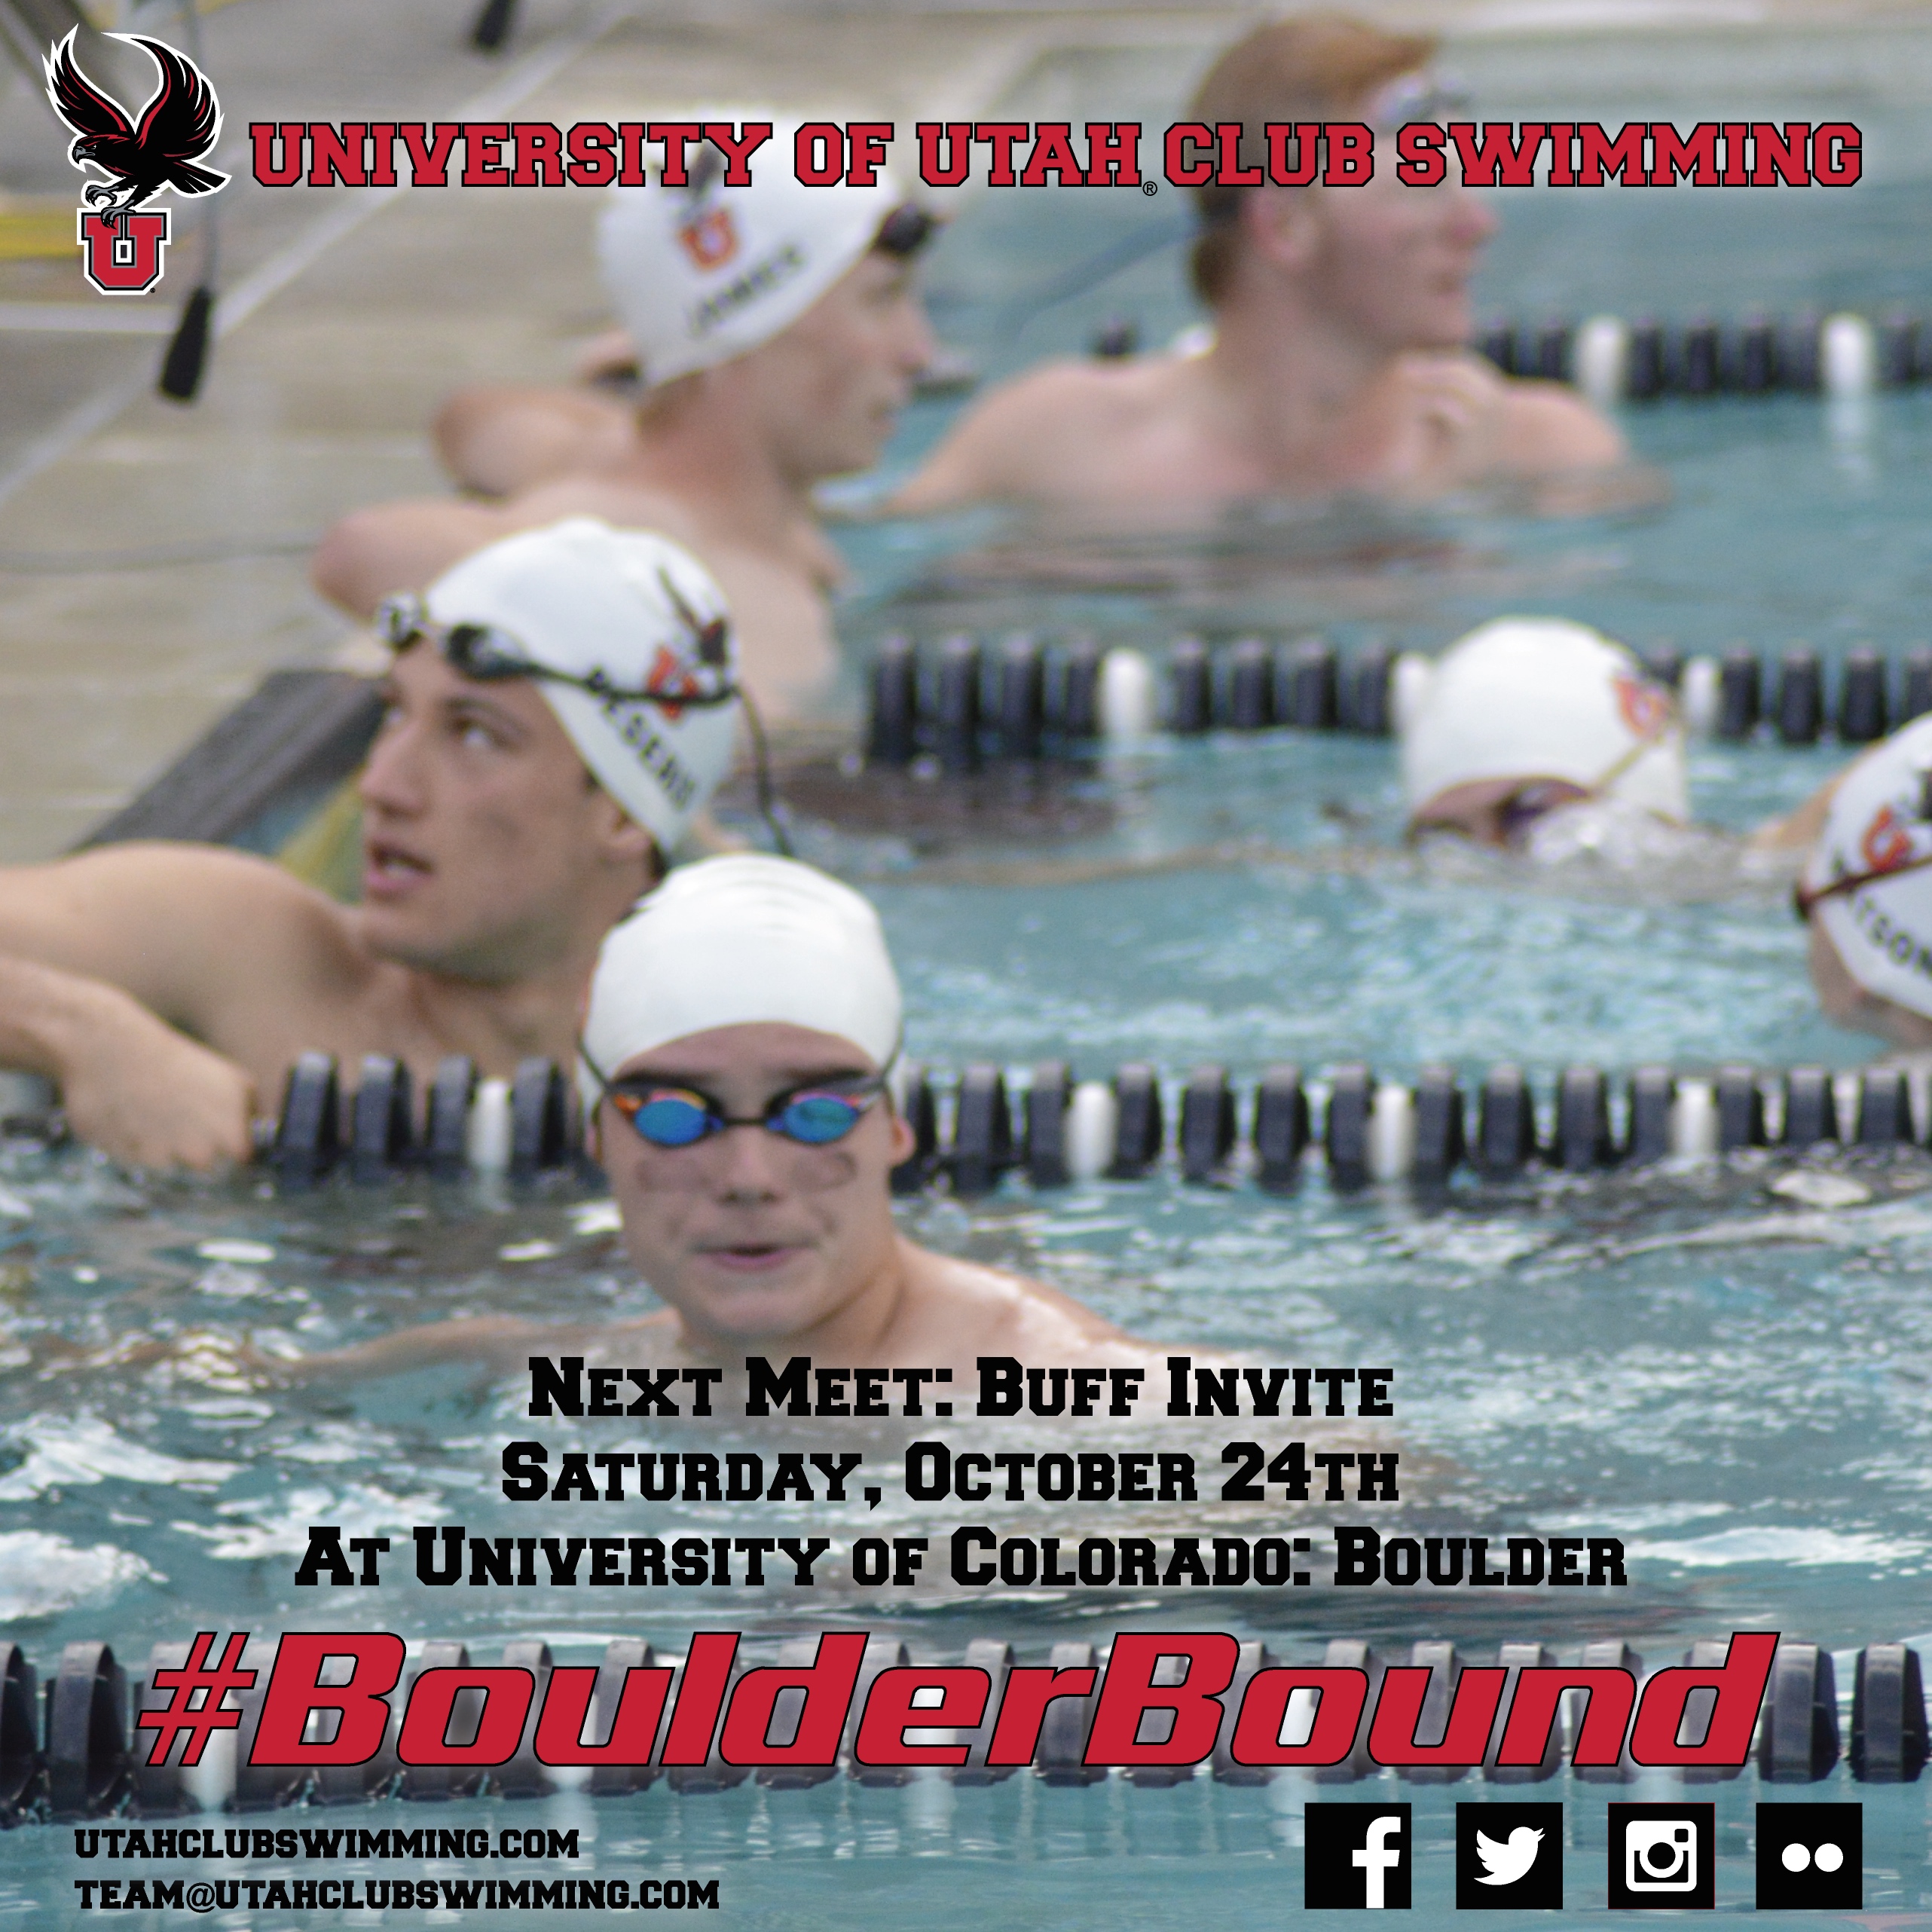 UNIVERSITY OF UTAH® CLUB SWIMMING
U
U
JAMES
U
U
U
NEXT MEET: BUFF INVITE
SATURDAY, OCTOBER 24TH
AT UNIVERSITY OF COLORADO: BOULDER
#BoulderBound
UTAHCLUBSWIMMING.COM
TEAM@UTAHCLUBSWIMMING.COM
f